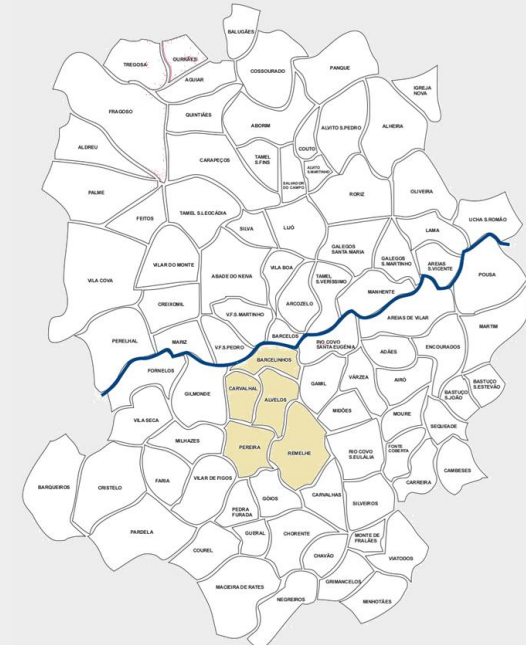 BALUGÃES
DURRÃES
TREGOSA
COSSOURADO
PANQUE
AGUIAR
IGREJA
NOVA
FRAGOSO
QUINTIÃES
ABORIM
ALVITO S.PEDRO
ALHEIRA
ALDREU
COUTO
CARAPEÇOS
TAMEL
S.FINS
ALVITO
S.MARTINHO
SALVADOR
DO CAMPO
PALME
RORIZ
OLIVEIRA
FEITOS
TAMEL S.LEOCÁDIA
SILVA
LIJÓ
UCHA S.ROMÃO
LAMA
GALEGOS
SANTA MARIA
GALEGOS
S.MARTINHO
AREIAS
S.VICENTE
VILAR DO MONTE
VILA BOA
ABADE DO NEIVA
POUSA
VILA COVA
TAMEL
S.VERÍSSIMO
MANHENTE
CREIXOMIL
ARCOZELO
V.F.S.MARTINHO
AREIAS DE VILAR
MARTIM
BARCELOS
PERELHAL
MARIZ
V.F.S.PEDRO
RIO COVO
SANTA EUGÉNIA
ADÃES
ENCOURADOS
BARCELINHOS
FORNELOS
VÁRZEA
AIRÓ
BASTUÇO
S.ESTEVÃO
GILMONDE
CARVALHAL
GAMIL
BASTUÇO
S.JOÃO
ALVELOS
MIDÕES
MOURE
VILA SECA
SEQUEADE
MILHAZES
PEREIRA
REMELHE
RIO COVO
S.EULÁLIA
FONTE
COBERTA
CAMBESES
BARQUEIROS
CRISTELO
FARIA
VILAR DE FIGOS
CARREIRA
GÓIOS
CARVALHAS
SILVEIROS
PEDRA
FURADA
PARDELA
GUERAL
CHORENTE
MONTE DE
FRALÃES
COUREL
CHAVÃO
VIATODOS
MACIEIRA DE RATES
GRIMANCELOS
NEGREIROS
MINHOTÃES